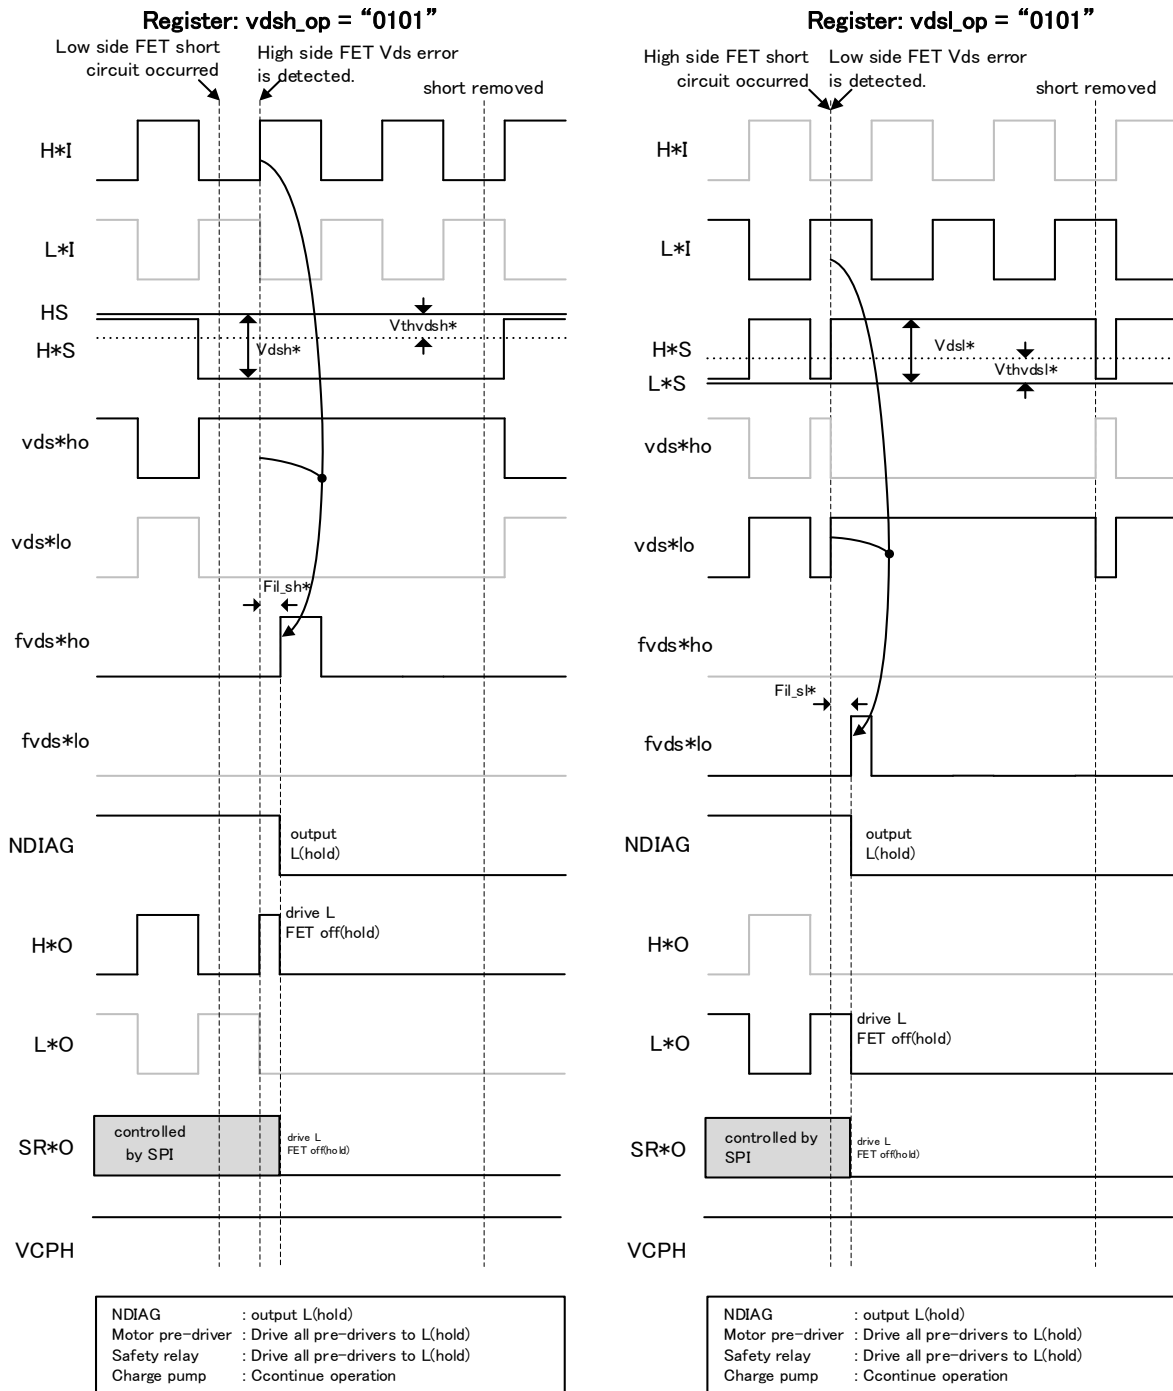 Register: vdsh_op = “0101”
Low side FET short
circuit occurred
High side FET Vds error
is detected.
short removed
H*I
L*I
HS
Vthvdsh*
H*S
Vdsh*
vds*ho
vds*lo
Fil_sh*
fvds*ho
fvds*lo
NDIAG
output
L(hold)
H*O
drive L
FET off(hold)
L*O
SR*O
controlled
by SPI
drive L
FET off(hold)
VCPH
NDIAG : output L(hold)
Motor pre-driver : Drive all pre-drivers to L(hold)
Safety relay : Drive all pre-drivers to L(hold)
Charge pump : Ccontinue operation
Register: vdsl_op = “0101”
High side FET short
circuit occurred
Low side FET Vds error
is detected.
short removed
H*I
L*I
H*S
Vdsl*
Vthvdsl*
L*S
vds*ho
vds*lo
fvds*ho
Fil_sl*
fvds*lo
NDIAG
output
L(hold)
H*O
L*O
drive L
FET off(hold)
SR*O
controlled by
SPI
drive L
FET off(hold)
VCPH
NDIAG : output L(hold)
Motor pre-driver : Drive all pre-drivers to L(hold)
Safety relay : Drive all pre-drivers to L(hold)
Charge pump : Ccontinue operation